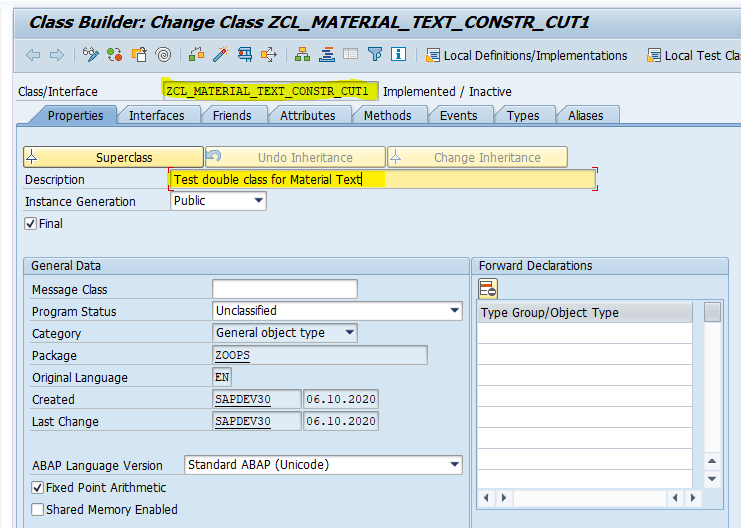 Class Builder: Change Class ZCL_MATERIAL_TEXT_CONSTR_CUT1
Local Definitions/Implementations Local Test Cla
Class/Interface ZCL_MATERIAL_TEXT_CONSTR_CUT1 Implemented / Inactive
Properties Interfaces Friends Attributes Methods Events Types Aliases
Superclass Undo Inheritance Change Inheritance
Description Test double class for Material Text
Instance Generation Public
Final
General Data Forward Declarations
Message Class
Program Status Unclassified Type Group/Object Type
Category General object type
Package ZOOPS
Original Language EN
Created SAPDEV30 06.10.2020
Last Change SAPDEV30 06.10.2020
ABAP Language Version Standard ABAP (Unicode)
Fixed Point Arithmetic
Shared Memory Enabled